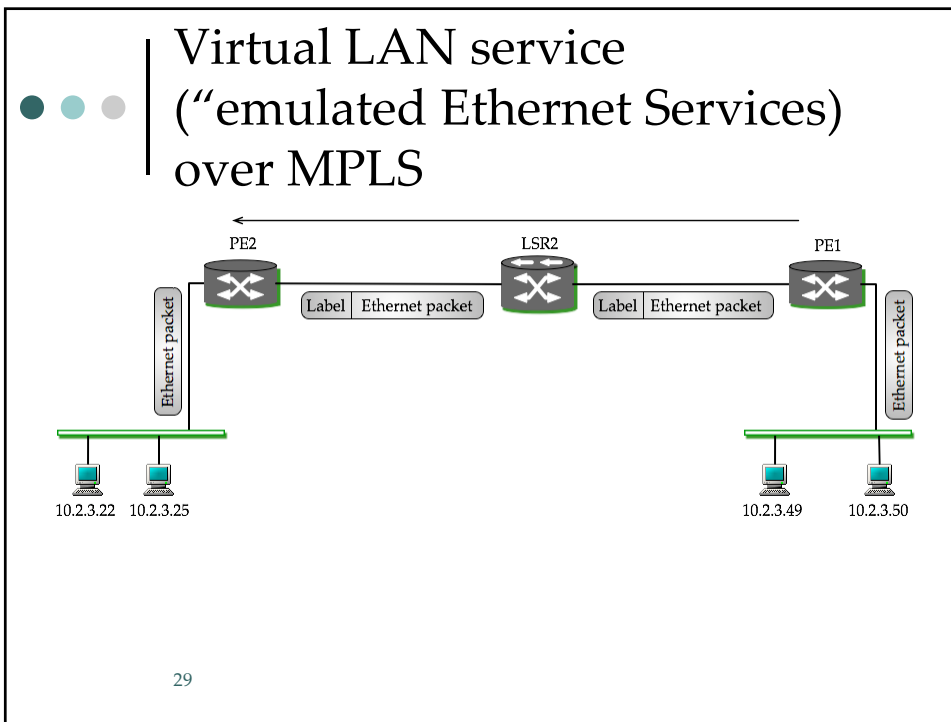 Virtual LAN service
(“emulated Ethernet Services)
over MPLS
PE2
LSR2
PE1
Label Ethernet packet
Label Ethernet packet
Ethernet packet
Ethernet packet
10.2.3.22 10.2.3.25
10.2.3.49 10.2.3.50
29